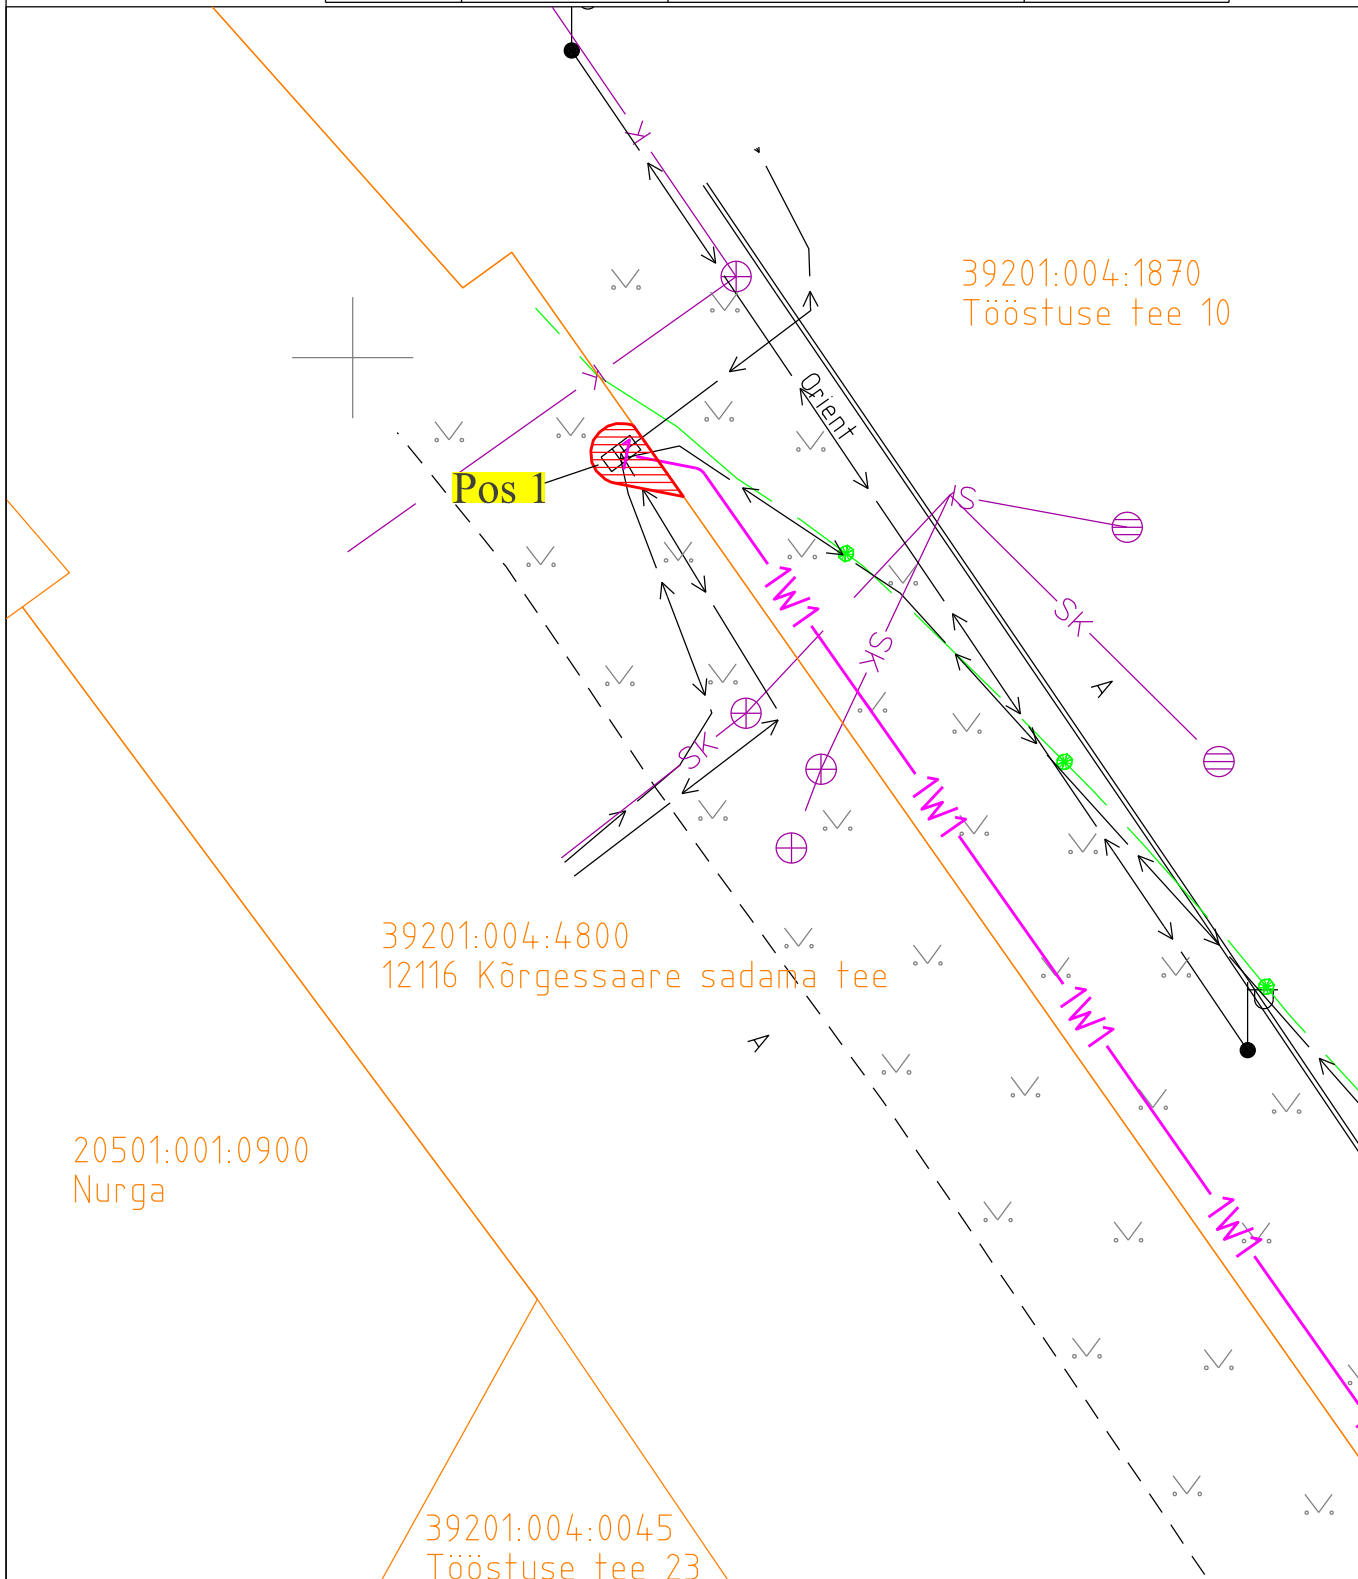 K
39201:004:1870
Tööstuse tee 10
K
Orient
Pos 1
SK
1W1
SK
SK
A
SK
1W1
39201:004:4800
12116 Kõrgessaare sadama tee
1W1
A
20501:001:0900
Nurga
1W1
39201:004:0045
Tööstuse tee 23